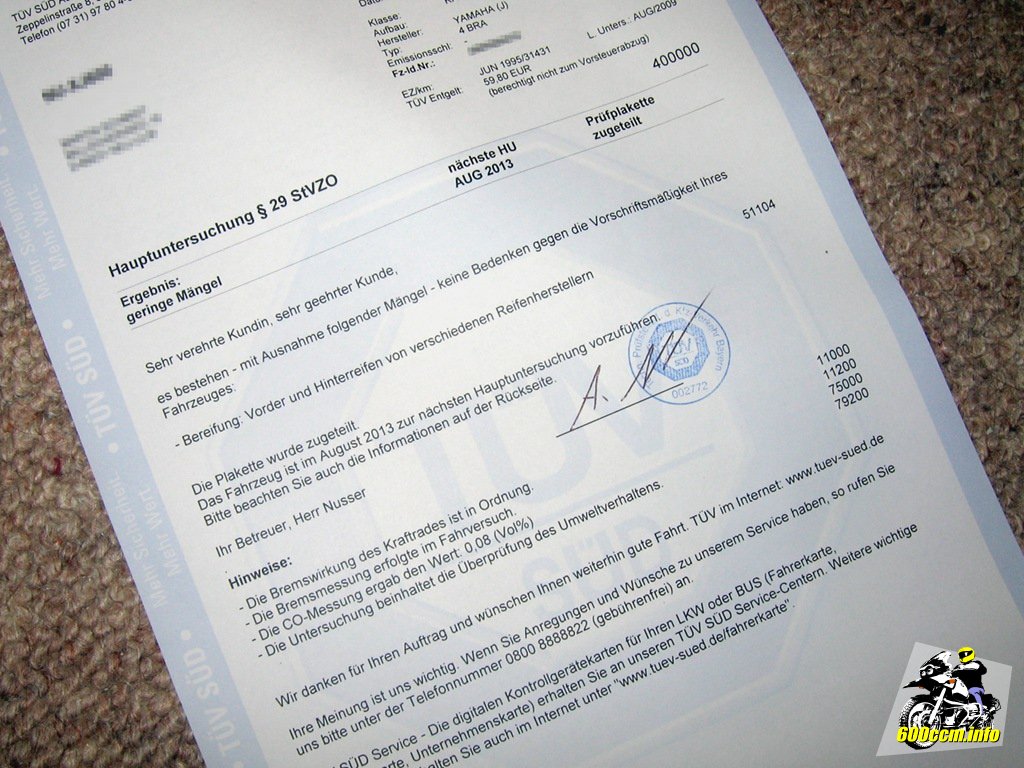 TÜV SÜD
Zeppelinstraße 8,
Telefon (07 31) 97 80 4
Klasse:
Aufbau:
Hersteller: YAMAHA (J)
Typ: 4 BRA
Emissionsschl: -
Fz-Id.Nr.:
EZ/km: JUN 1995/31431 L. Unters.: AUG/2009
TÜV Entgelt: 59,80 EUR
(berechtigt nicht zum Vorsteuerabzug)
400000
Hauptuntersuchung § 29 StVZO nächste HU Prüfplakette
AUG 2013 zugeteilt
Ergebnis:
geringe Mängel
Sehr verehrte Kundin, sehr geehrter Kunde,
es bestehen - mit Ausnahme folgender Mängel - keine Bedenken gegen die Vorschriftsmäßigkeit Ihres
Fahrzeuges:
51104
- Bereifung: Vorder und Hinterreifen von verschiedenen Reifenherstellern
Die Plakette wurde zugeteilt.
Das Fahrzeug ist im August 2013 zur nächsten Hauptuntersuchung vorzuführen.
Bitte beachten Sie auch die Informationen auf der Rückseite.
Ihr Betreuer, Herr Nusser
TÜV
SÜD
002772
Hinweise:
- Die Bremswirkung des Kraftrades ist in Ordnung. 11000
- Die Bremsmessung erfolgte im Fahrversuch. 11200
- Die CO-Messung ergab den Wert: 0,08 (Vol%) 75000
- Die Untersuchung beinhaltet die Überprüfung des Umweltverhaltens. 79200
Wir danken für Ihren Auftrag und wünschen Ihnen weiterhin gute Fahrt. TÜV im Internet: www.tuev-sued.de
Ihre Meinung ist uns wichtig. Wenn Sie Anregungen und Wünsche zu unserem Service haben, so rufen Sie
uns bitte unter der Telefonnummer 0800 8888822 (gebührenfrei) an.
SÜD Service - Die digitalen Kontrollgerätekarten für Ihren LKW oder BUS (Fahrerkarte,
Unternehmenskarte) erhalten Sie an unseren TÜV SÜD Service-Centern. Weitere wichtige
Sie auch im Internet unter "www.tuev-sued.de/fahrerkarte".
Mehr Sicherheit.
Mehr Wert.
• TÜV SÜD •
Mehr Sicherheit.
Mehr Wert.
• TÜV SÜD •
TÜV
SÜD
600ccm.info